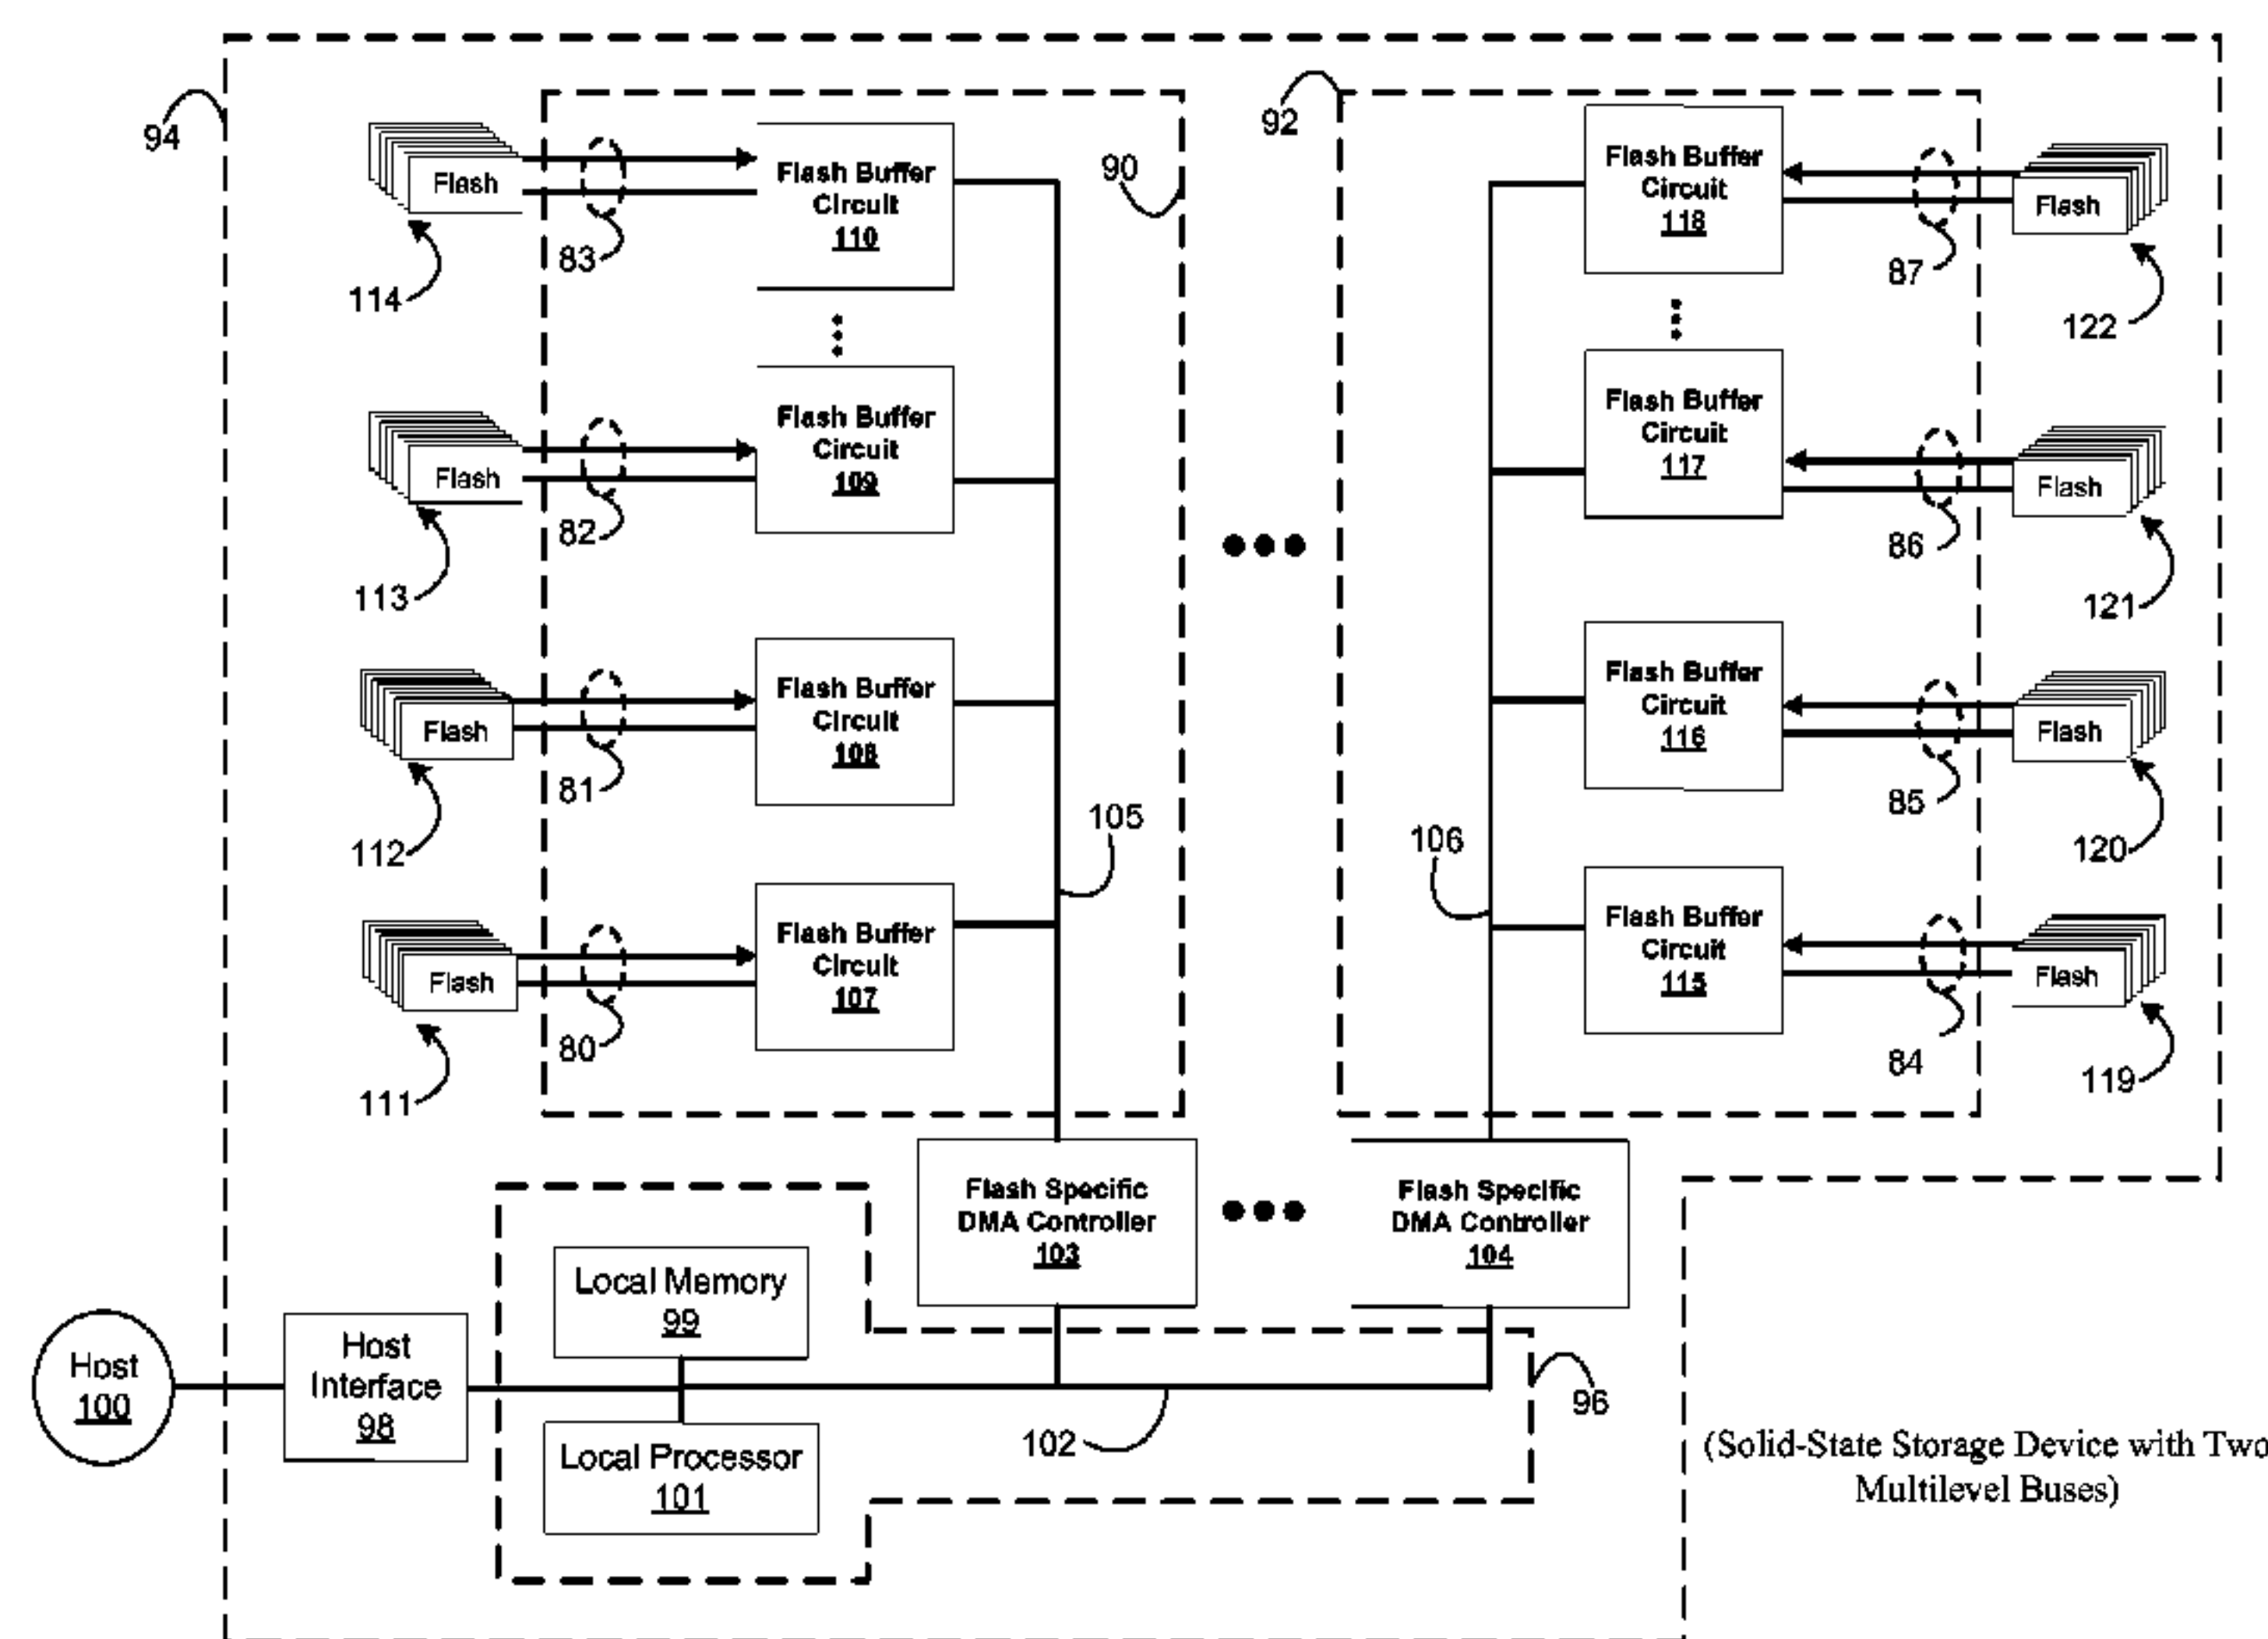 94
Flash
83
114
Flash Buffer
Circuit
110
90
92
Flash Buffer
Circuit
118
87
Flash
122
Flash
82
113
Flash Buffer
Circuit
109
Flash Buffer
Circuit
117
86
Flash
121
Flash
81
112
Flash Buffer
Circuit
108
105
106
Flash Buffer
Circuit
116
85
Flash
120
Flash
80
111
Flash Buffer
Circuit
107
Flash Buffer
Circuit
115
84
Flash
119
Flash Specific
DMA Controller
103
Flash Specific
DMA Controller
104
Host
100
Host
Interface
98
Local Memory
99
Local Processor
101
102
96
(Solid-State Storage Device with Two
Multilevel Buses)